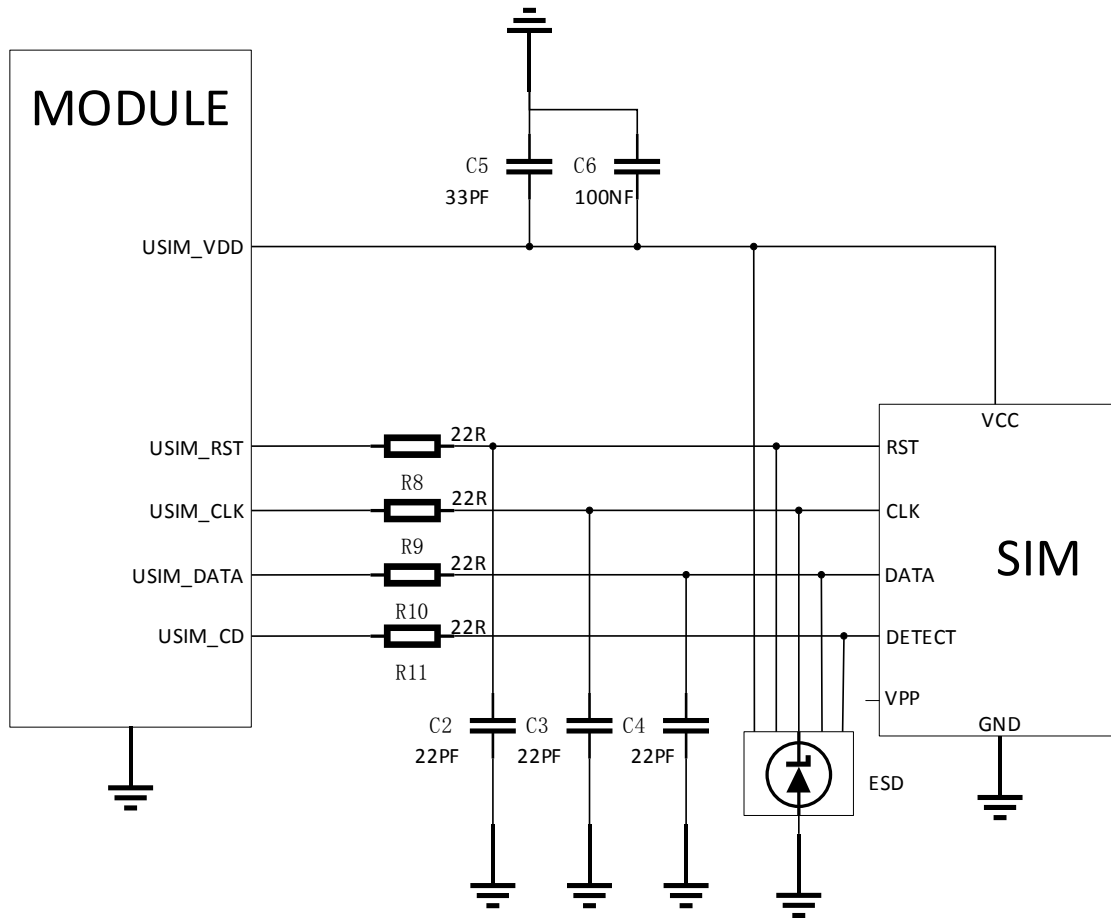 MODULE
C5
C6
33PF
100NF
USIM_VDD
VCC
USIM_RST
22R
RST
R8
USIM_CLK
22R
CLK
R9
SIM
USIM_DATA
22R
DATA
R10
USIM_CD
22R
DETECT
R11
VPP
C2
C3
C4
GND
22PF
22PF
22PF
ESD